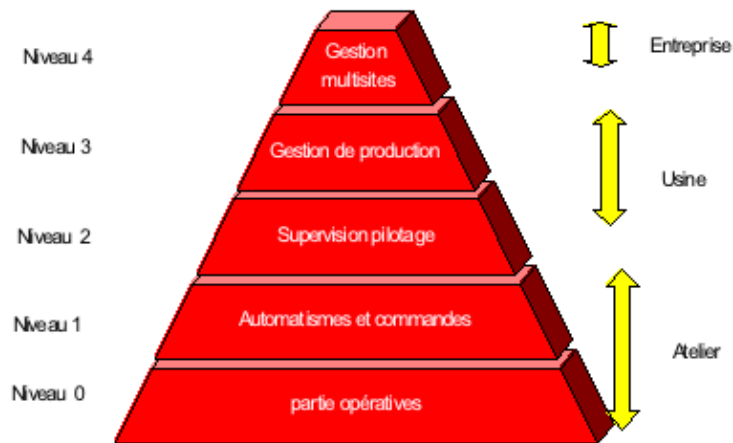 Niveau 4
Gestion
multisites
Entreprise
Niveau 3
Gestion de production
Usine
Niveau 2
Supervision pilotage
Niveau 1
Automatismes et commandes
Atelier
Niveau 0
partie opératives